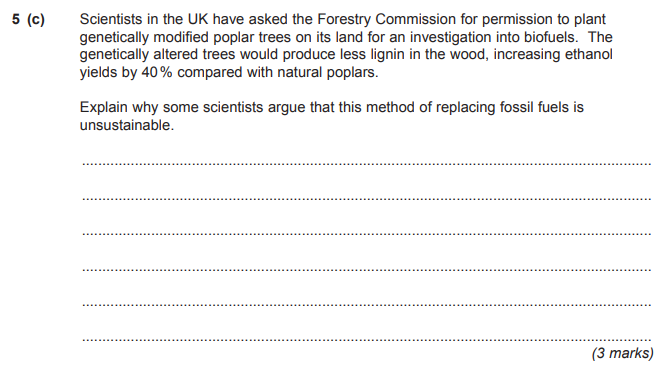 5 (c) Scientists in the UK have asked the Forestry Commission for permission to plant
genetically modified poplar trees on its land for an investigation into biofuels. The
genetically altered trees would produce less lignin in the wood, increasing ethanol
yields by 40% compared with natural poplars.
Explain why some scientists argue that this method of replacing fossil fuels is
unsustainable.
(3 marks)